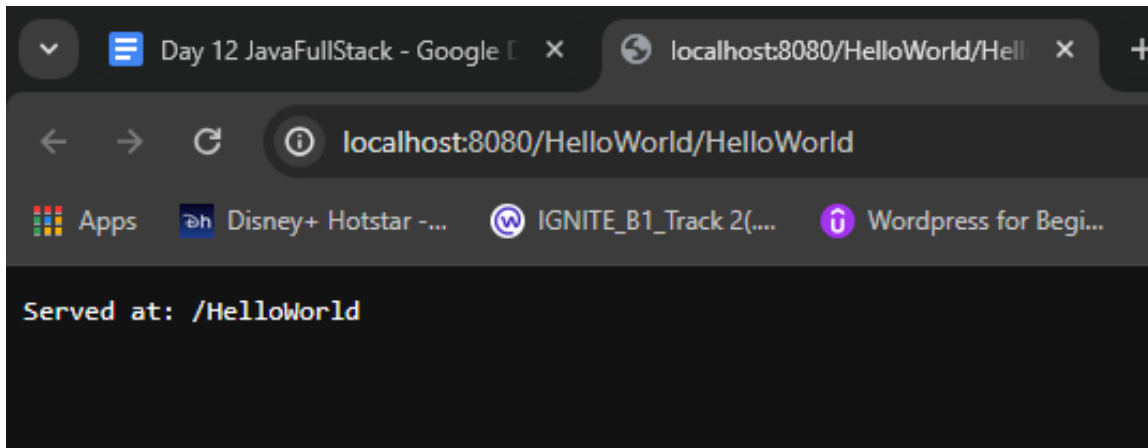 Day 12 JavaFullStack - Google D
localhost:8080/HelloWorld/Hell
localhost:8080/HelloWorld/HelloWorld
Apps
Disney+ Hotstar -...
IGNITE_B1_Track 2(....
Wordpress for Begi...
Served at: /HelloWorld